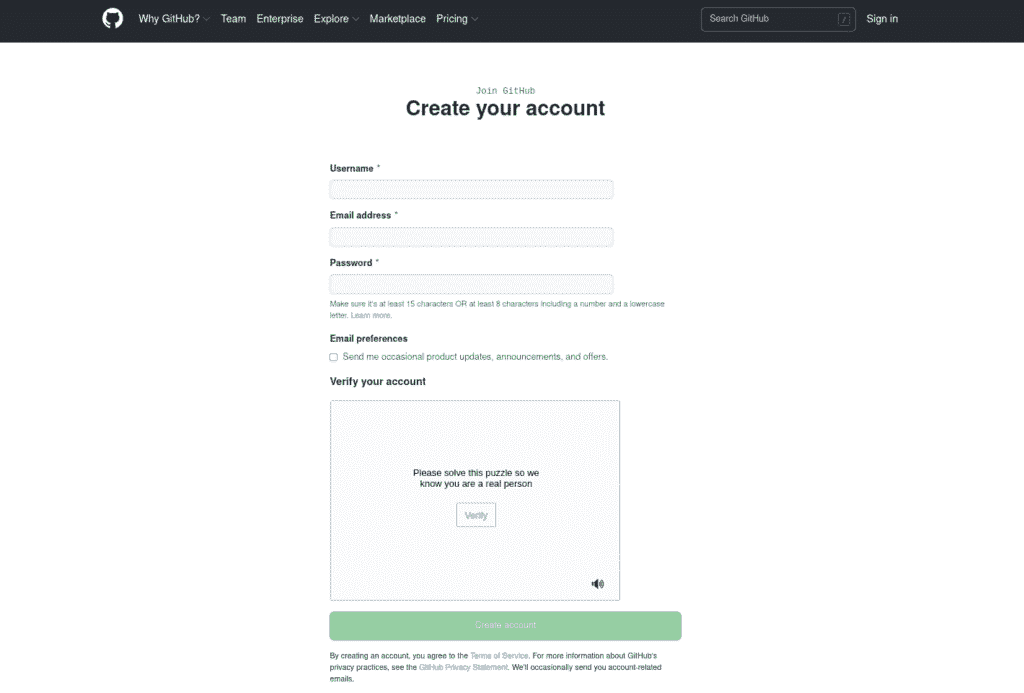 Why GitHub? Team Enterprise Explore Marketplace Pricing Search GitHub / Sign in
Join GitHub
Create your account
Username *
Email address *
Password *
Make sure it's at least 15 characters OR at least 8 characters including a number and a lowercase
letter. Learn more.
Email preferences
Send me occasional product updates, announcements, and offers.
Verify your account
Please solve this puzzle so we
know you are a real person
Verify
Create account
By creating an account, you agree to the Terms of Service. For more information about GitHub's
privacy practices, see the GitHub Privacy Statement. We'll occasionally send you account-related
emails.